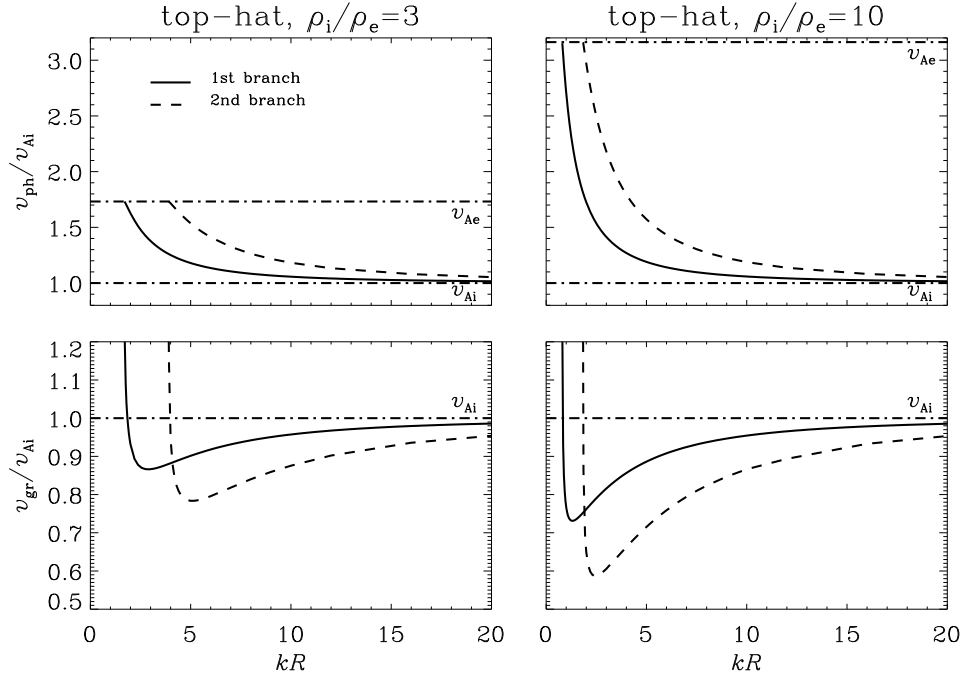 top-hat, ρi/ρe=3
top-hat, ρi/ρe=10
vph/vAi
3.0
2.5
2.0
1.5
1.0
1st branch
2nd branch
vAe
vAi
vAe
vAi
vgr/vAi
1.2
1.1
1.0
0.9
0.8
0.7
0.6
0.5
vAi
vAi
0 5 10 15 20
0 5 10 15 20
kR
kR